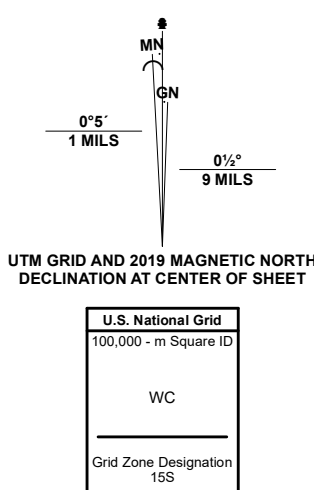 MN
GN
0°5´
1 MILS
0½°
9 MILS
UTM GRID AND 2019 MAGNETIC NORTH
DECLINATION AT CENTER OF SHEET
U.S. National Grid
100,000 - m Square ID
WC
Grid Zone Designation
15S